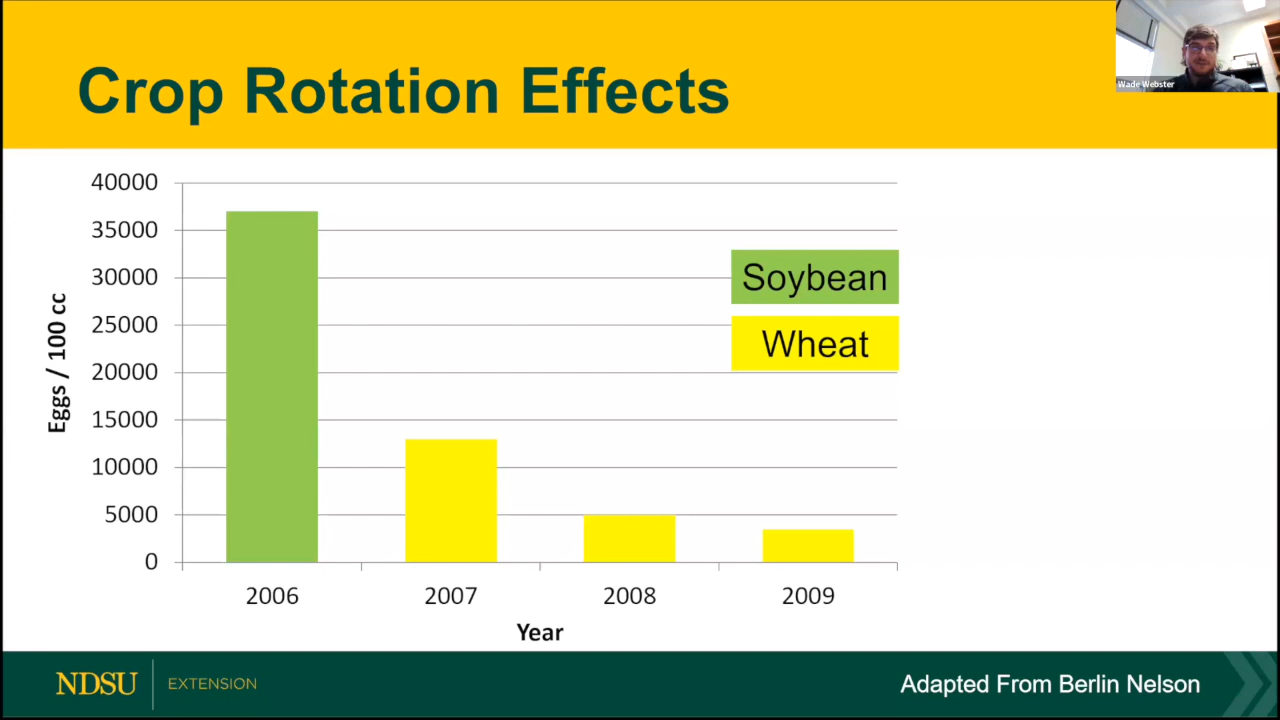 Crop Rotation Effects
Wade Webster
40000
35000
30000
25000
20000
15000
10000
5000
0
Eggs / 100 cc
Soybean
Wheat
2006 2007 2008 2009
Year
NDSU EXTENSION
Adapted From Berlin Nelson